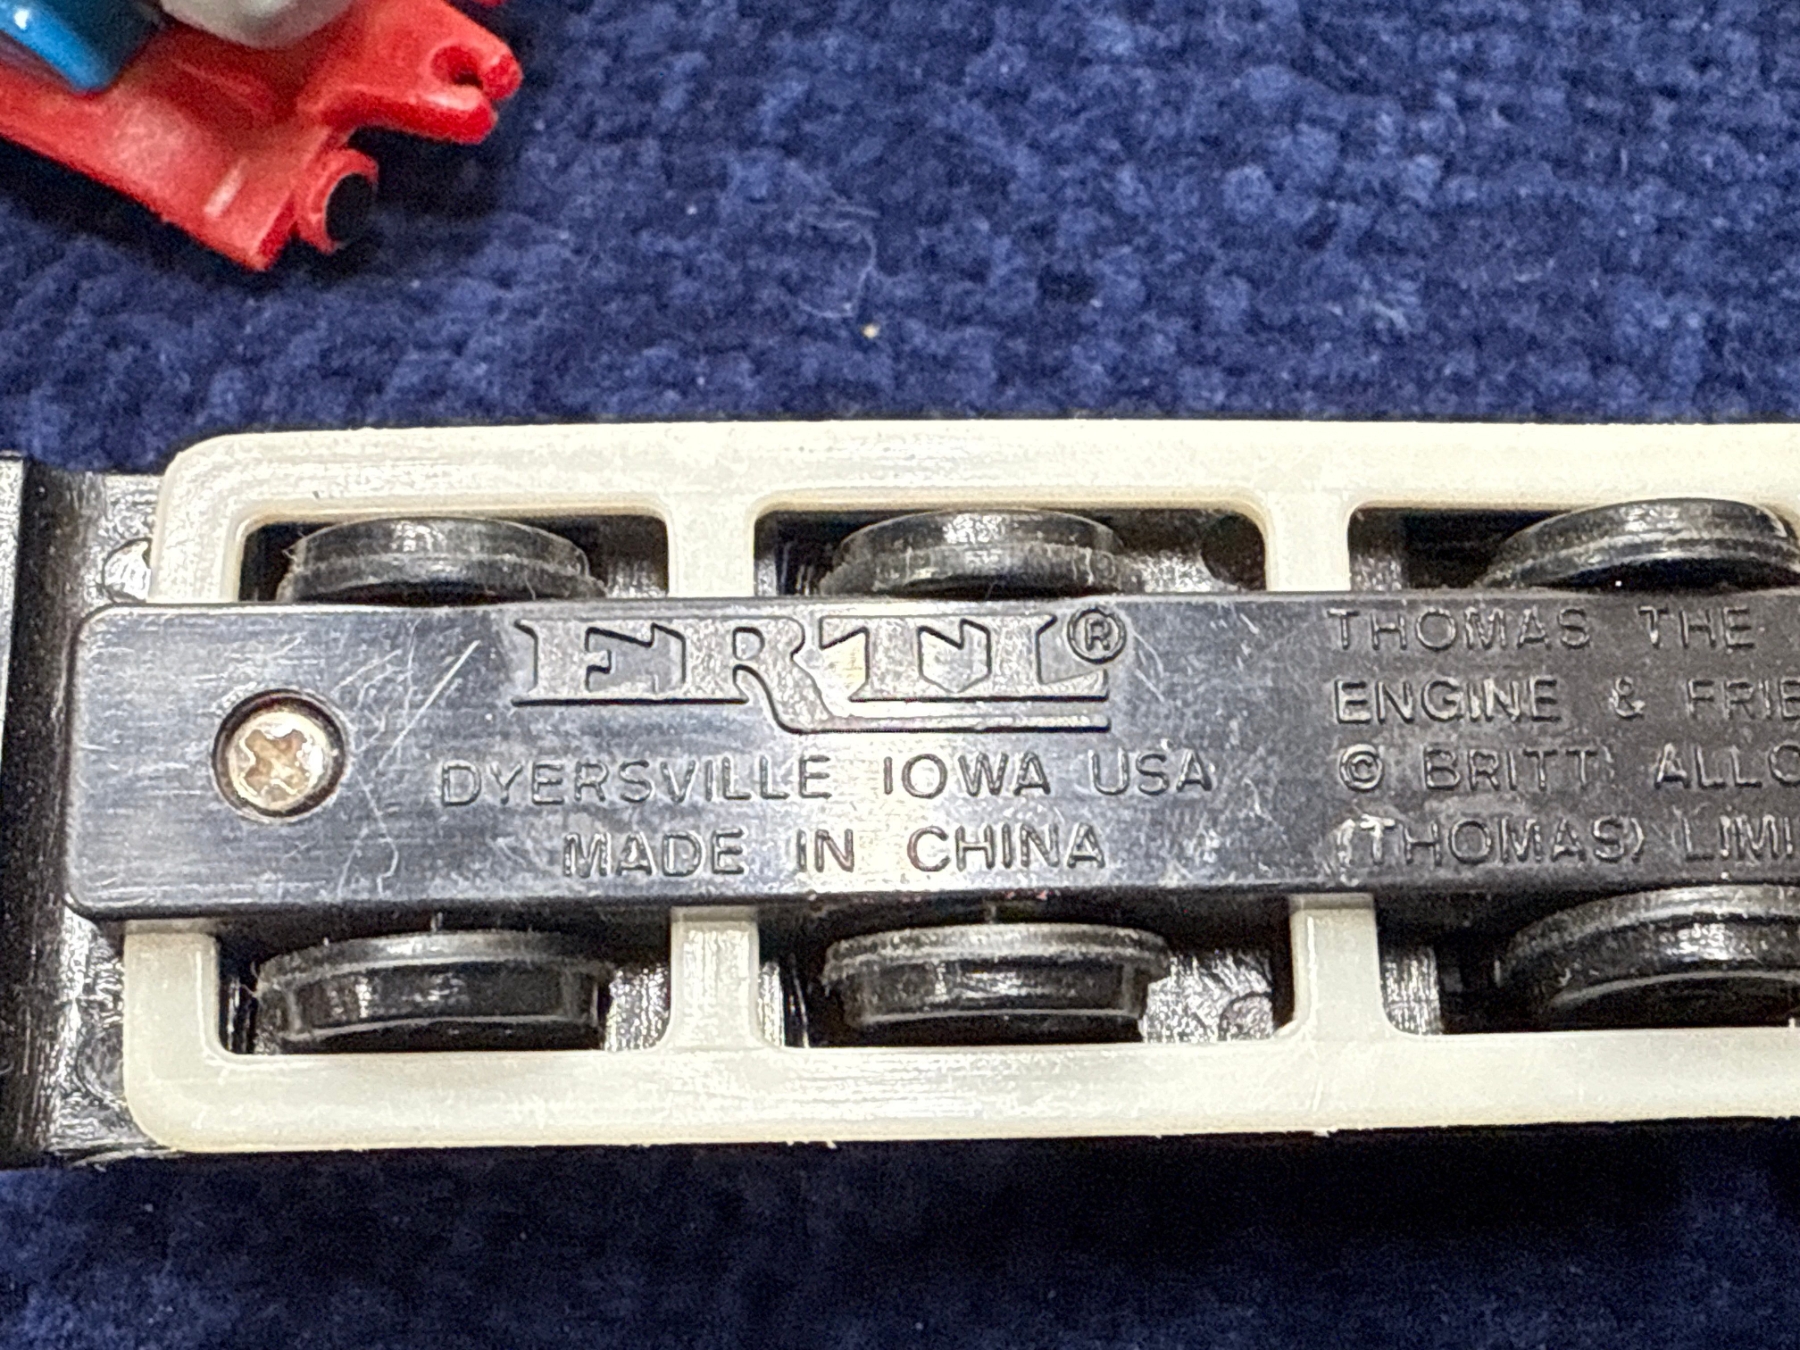 ERTL®
DYERSVILLE IOWA USA
MADE IN CHINA
THOMAS THE
ENGINE & FRIE
© BRITT ALLC
(THOMAS) LIMI